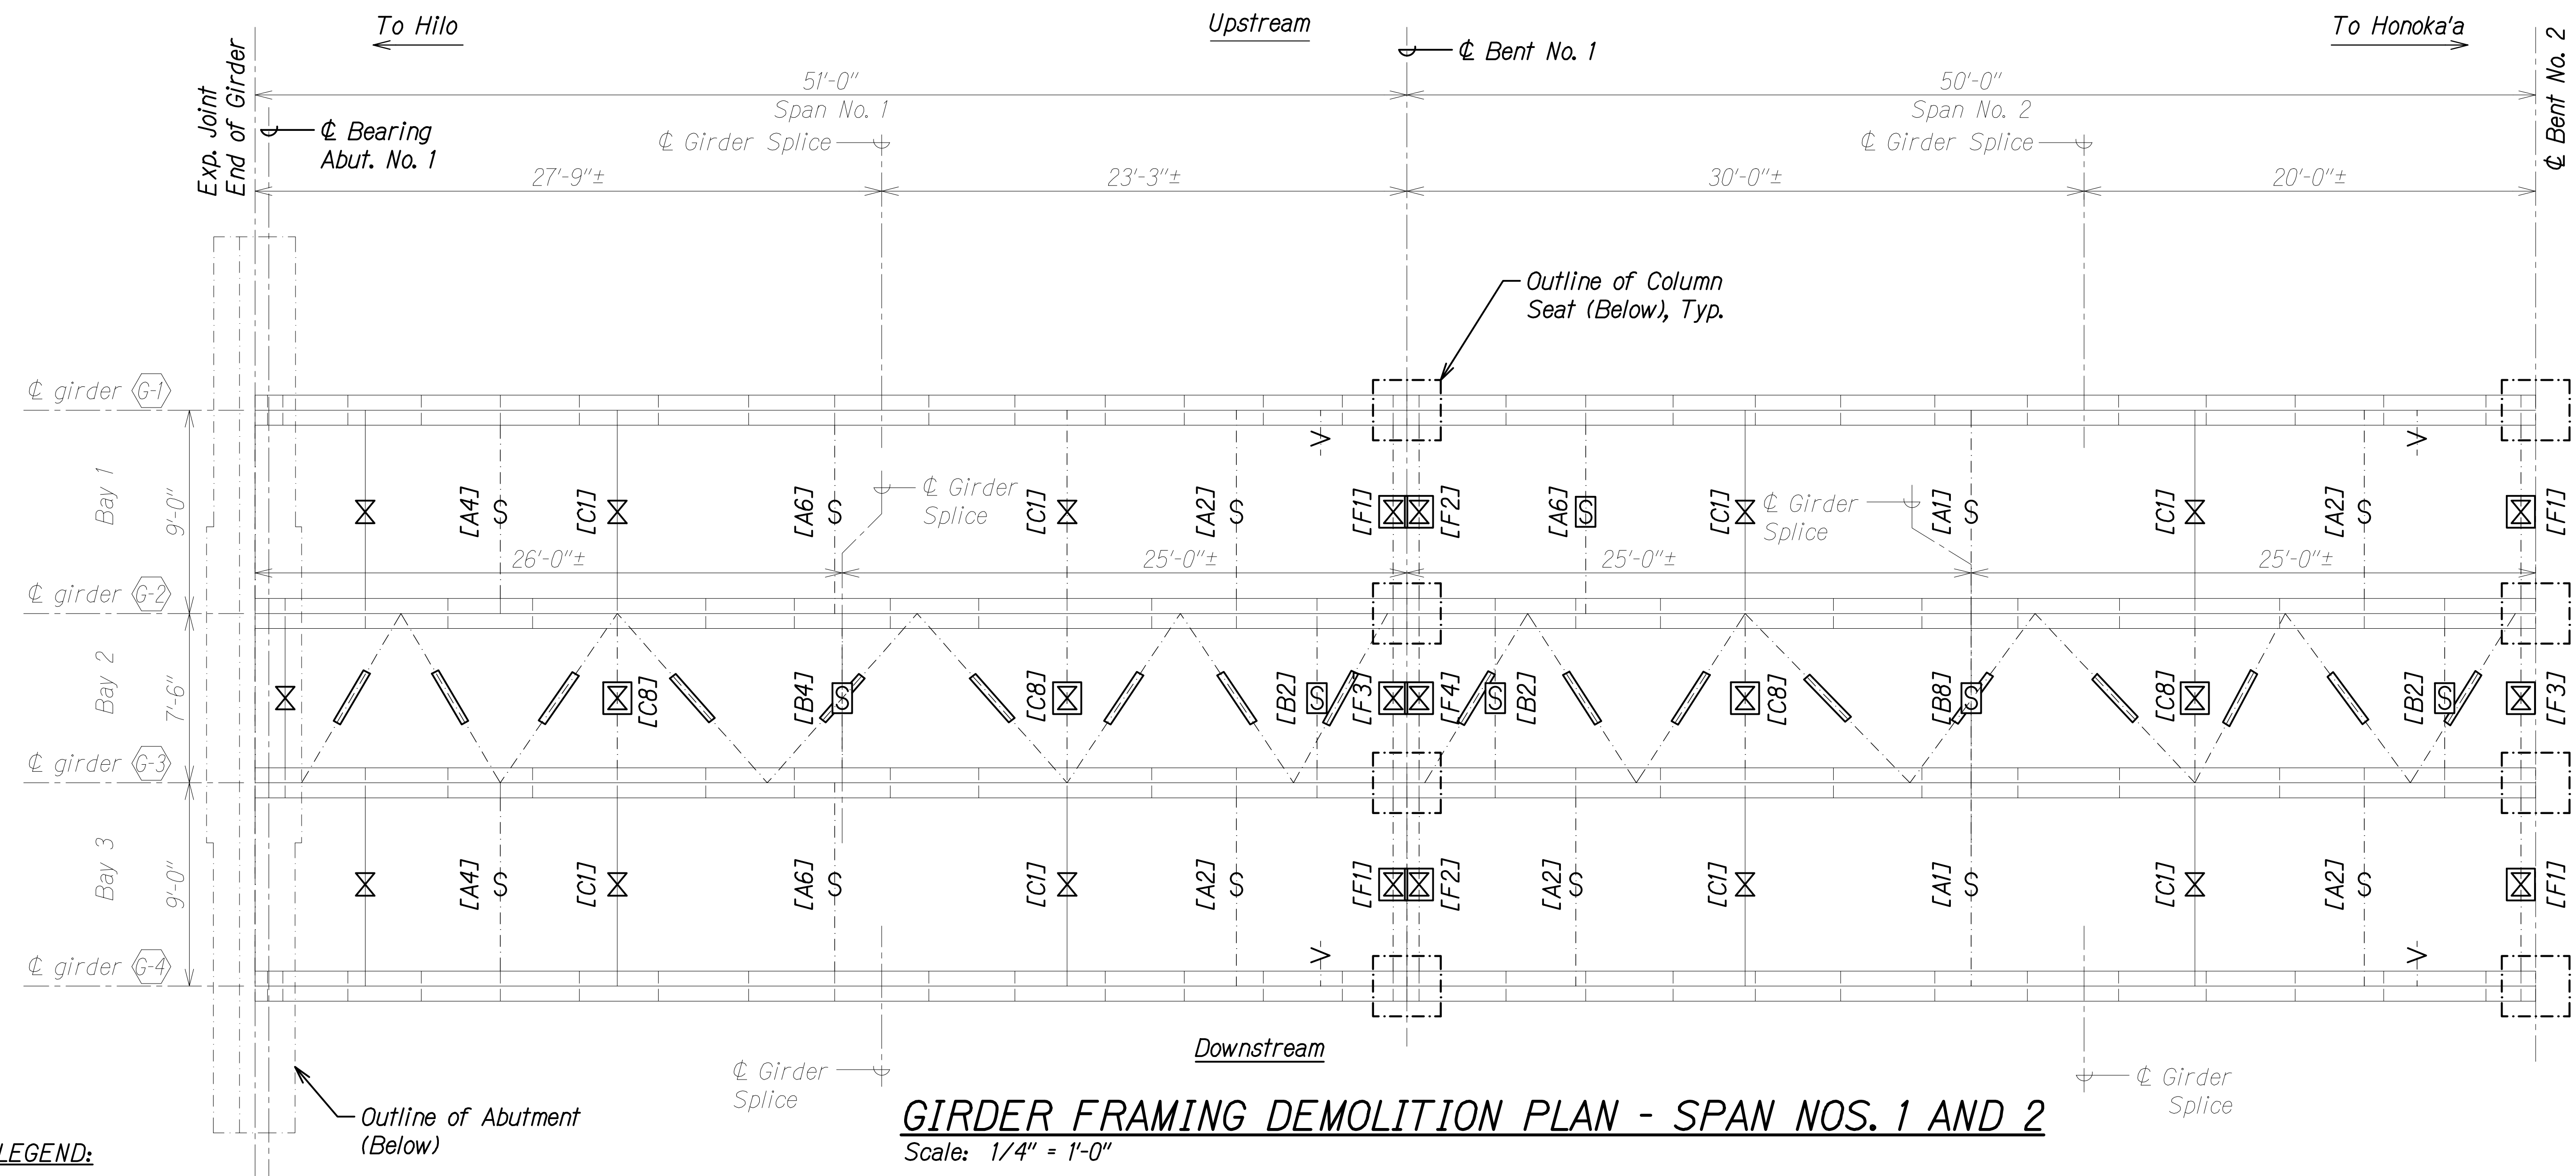 To Hilo
Upstream
To Honoka'a
℄ Bent No. 1
℄ Bent No. 2
51'-0"
Span No. 1
50'-0"
Span No. 2
Exp. Joint
End of Girder
℄ Bearing
Abut. No. 1
℄ Girder Splice
℄ Girder Splice
27'-9"±
23'-3"±
30'-0"±
20'-0"±
Outline of Column
Seat (Below), Typ.
℄ girder G-1
V
V
Bay 1
9'-0"
[A4] S
[C1]
[A6] S
℄ Girder
Splice
[C1]
[A2] S
[F1]
[F2]
[A6] S
[C1]
℄ Girder
Splice
[A1] S
[C1]
[A2] S
[F1]
26'-0"±
25'-0"±
25'-0"±
25'-0"±
℄ girder G-2
Bay 2
7'-6"
[C8]
[B4] S
[C8]
[B2] S
[F3]
[F4]
S [B2]
[C8]
[B8] S
[C8]
[B2] S
[F3]
℄ girder G-3
Bay 3
9'-0"
[A4] S
[C1]
[A6] S
[C1]
[A2] S
[F1]
[F2]
[A2] S
[C1]
[A1] S
[C1]
[A2] S
[F1]
V
V
℄ girder G-4
Downstream
℄ Girder
Splice
℄ Girder
Splice
Outline of Abutment
(Below)
GIRDER FRAMING DEMOLITION PLAN - SPAN NOS. 1 AND 2
Scale: 1/4" = 1'-0"
LEGEND: